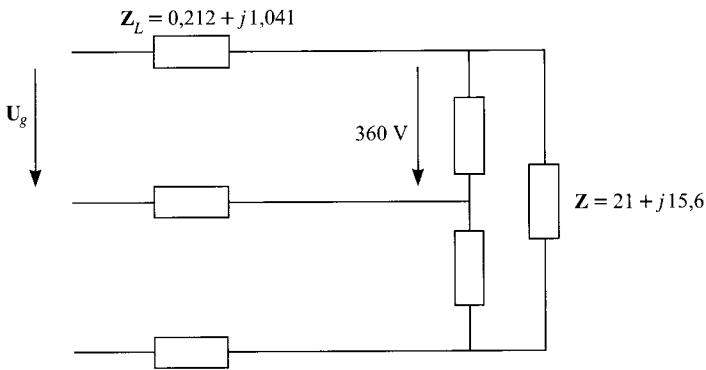 Z_L = 0,212 + j1,041
U_g
360 V
Z = 21 + j15,6